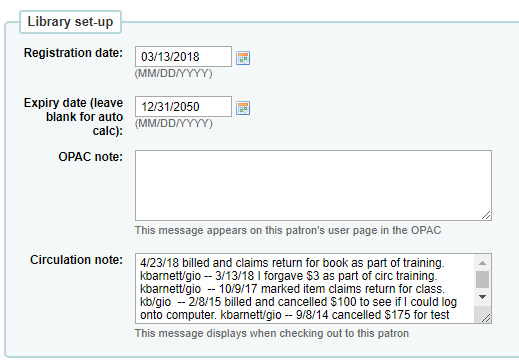 Library set-up
Registration date:
03/13/2018
(MM/DD/YYYY)
Expiry date (leave
blank for auto
calc):
12/31/2050
(MM/DD/YYYY)
OPAC note:
This message appears on this patron's user page in the OPAC
Circulation note:
4/23/18 billed and claims return for book as part of training.
kbarnett/gio -- 3/13/18 I forgave $3 as part of circ training.
kbarnett/gio  -- 10/9/17 marked item claims return for class.
kb/gio  -- 2/8/15 billed and cancelled $100 to see if I could log
onto computer. kbarnett/gio -- 9/8/14 cancelled $175 for test
This message displays when checking out to this patron